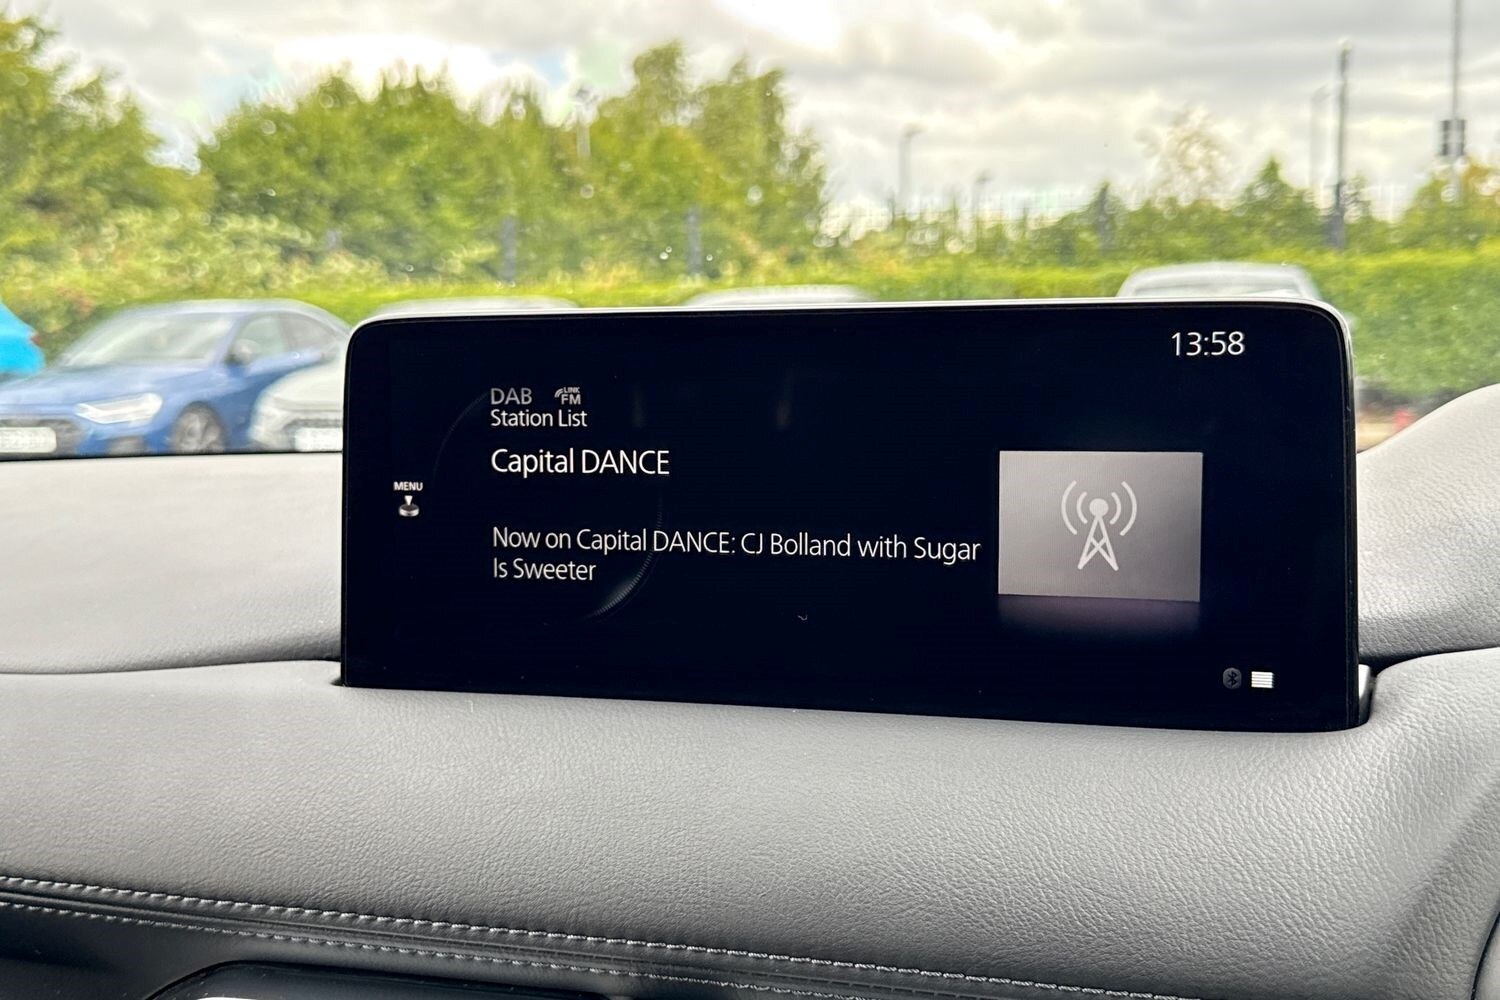 13:58
DAB LINK FM
Station List
Capital DANCE
MENU
Now on Capital DANCE: CJ Bolland with Sugar
Is Sweeter